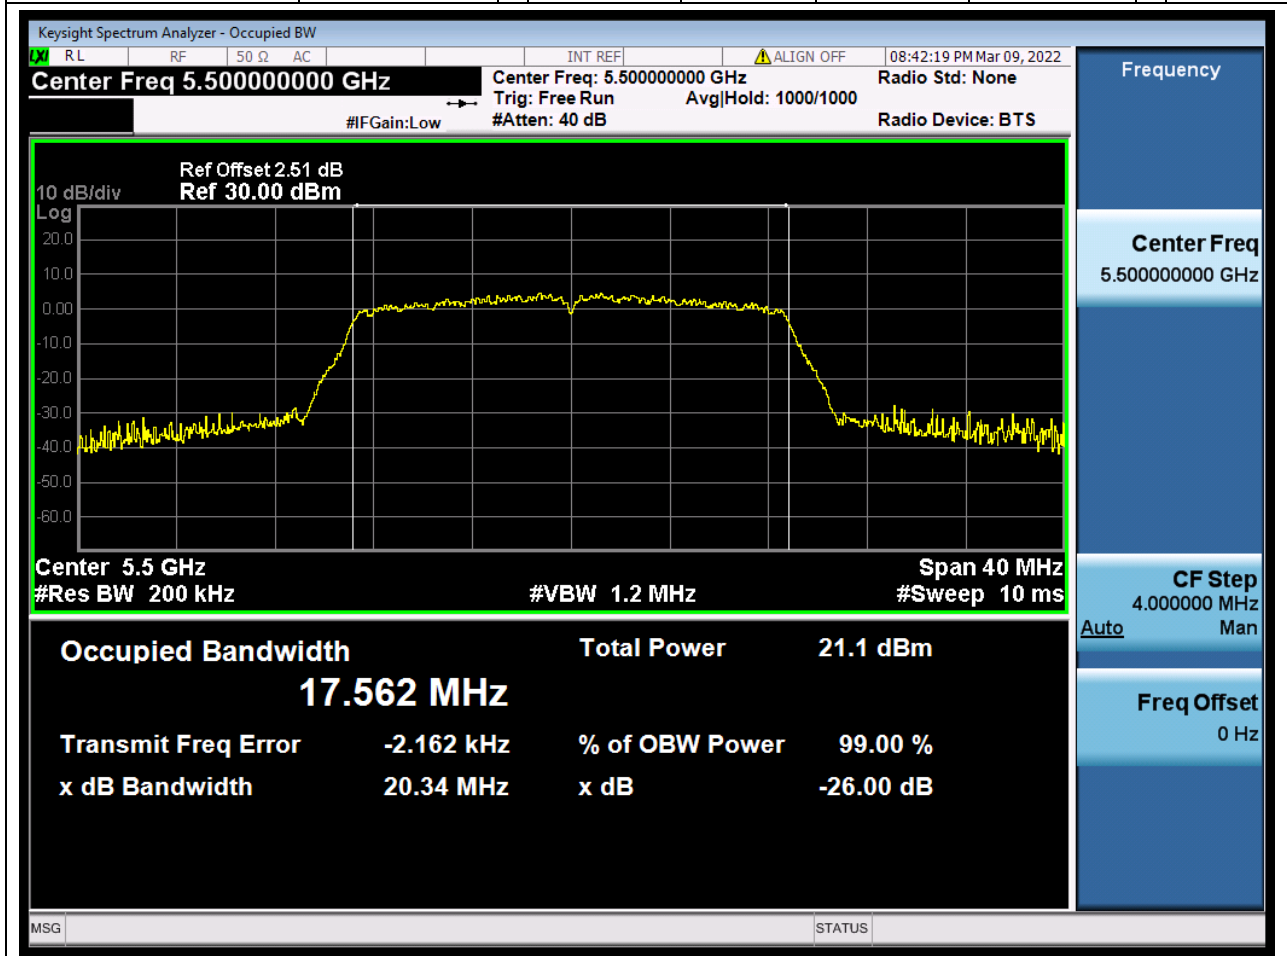 Keysight Spectrum Analyzer - Occupied BW
LXI RL RF 50 Ω AC INT REF ALIGN OFF 08:42:19 PM Mar 09, 2022
Center Freq 5.500000000 GHz
Center Freq: 5.500000000 GHz Radio Std: None
Trig: Free Run Avg|Hold: 1000/1000
#IFGain:Low #Atten: 40 dB Radio Device: BTS
Frequency
Ref Offset 2.51 dB
10 dB/div Ref 30.00 dBm
Log
20.0
10.0
0.00
-10.0
-20.0
-30.0
-40.0
-50.0
-60.0
Center Freq
5.500000000 GHz
Center 5.5 GHz Span 40 MHz
#Res BW 200 kHz #VBW 1.2 MHz #Sweep 10 ms
CF Step
4.000000 MHz
Auto Man
Occupied Bandwidth Total Power 21.1 dBm
17.562 MHz
Transmit Freq Error -2.162 kHz % of OBW Power 99.00 %
x dB Bandwidth 20.34 MHz x dB -26.00 dB
Freq Offset
0 Hz
MSG STATUS